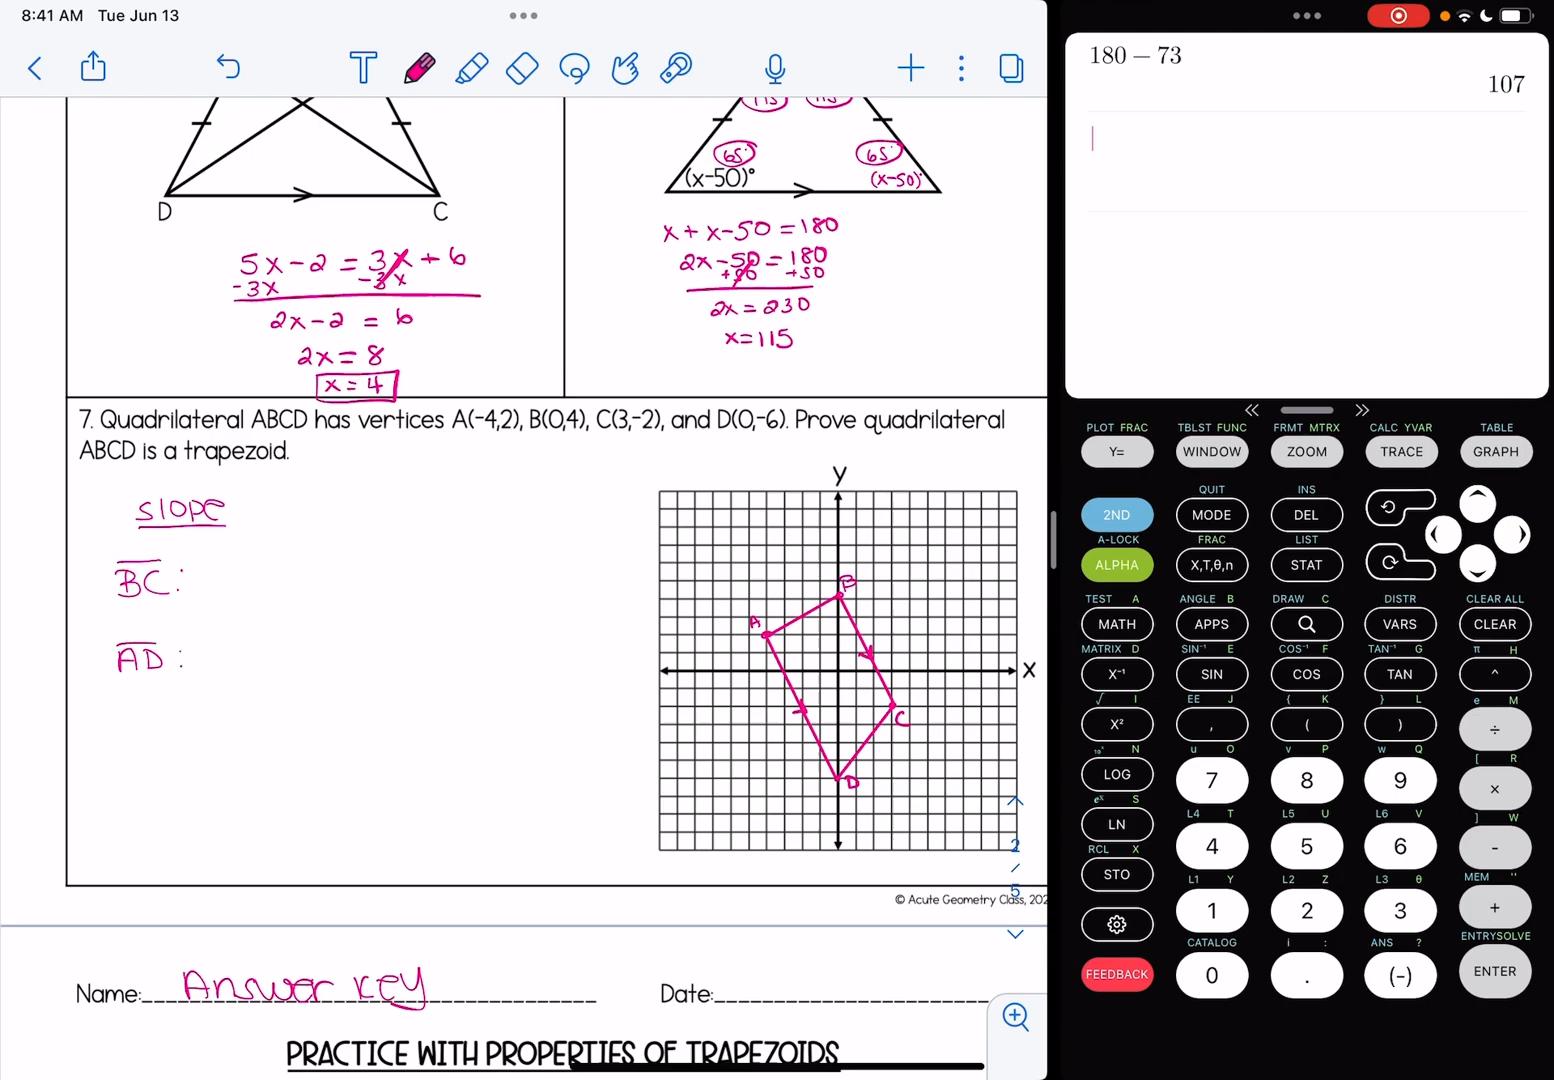 8:41 AM Tue Jun 13
180 − 73
107
115 115
65° 65°
(x-50)° (x-50)°
D C
x + x - 50 = 180
5x - 2 = 3x + 6
2x - 50 = 180
-3x -3x
+50 +50
2x - 2 = 6
2x = 230
2x = 8
x = 115
x = 4
7. Quadrilateral ABCD has vertices A(-4,2), B(0,4), C(3,-2), and D(0,-6). Prove quadrilateral
ABCD is a trapezoid.
slope
BC:
AD:
y
B
A
x
C
D
2
/
5
© Acute Geometry Class, 202
Name: Answer key Date:
PRACTICE WITH PROPERTIES OF TRAPEZOIDS
PLOT FRAC TBLST FUNC FRMT MTRX CALC YVAR TABLE
Y= WINDOW ZOOM TRACE GRAPH
QUIT INS
2ND MODE DEL
A-LOCK FRAC LIST
ALPHA X,T,θ,n STAT
TEST A ANGLE B DRAW C DISTR CLEAR ALL
MATH APPS VARS CLEAR
MATRIX D SIN⁻¹ E COS⁻¹ F TAN⁻¹ G π H
X⁻¹ SIN COS TAN ^
√ I EE J { K } L e M
X² , ( ) ÷
10ˣ N u O v P w Q [ R
LOG 7 8 9 ×
eˣ S L4 T L5 U L6 V ] W
LN 4 5 6 -
RCL X L1 Y L2 Z L3 θ MEM "
STO 1 2 3 +
CATALOG i : ANS ? ENTRYSOLVE
FEEDBACK 0 . (-) ENTER